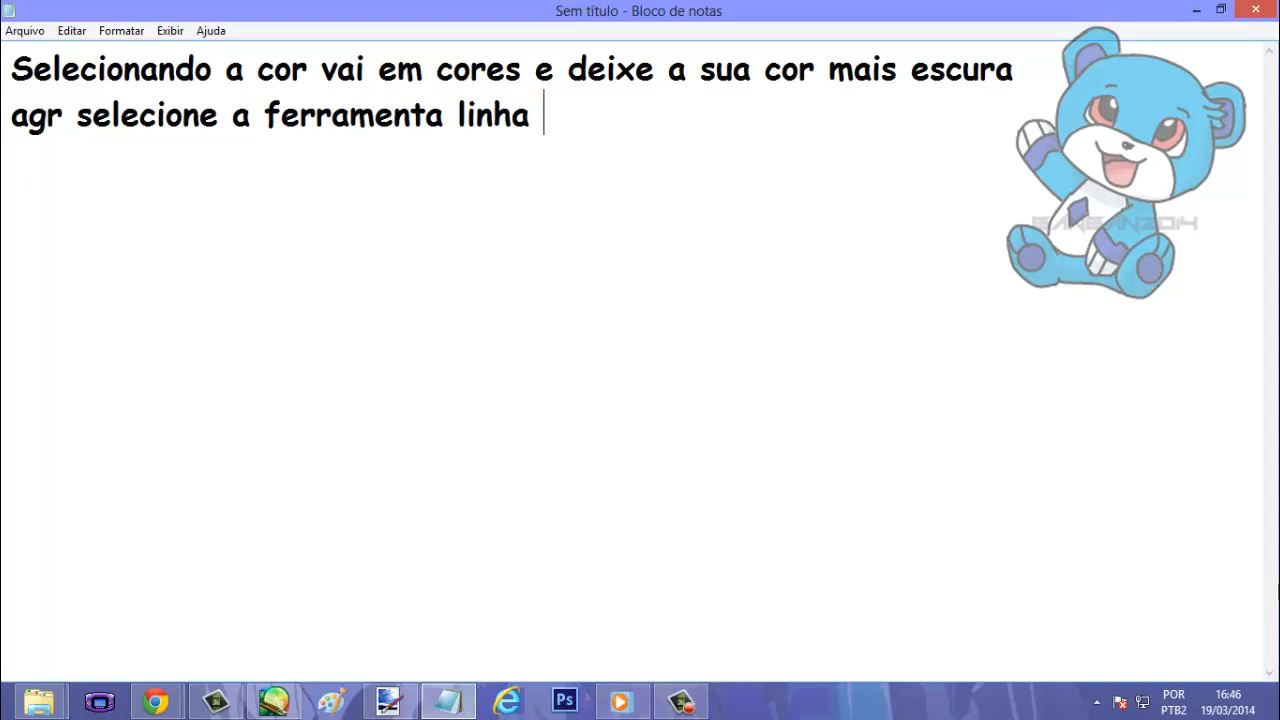 Sem título - Bloco de notas
Arquivo Editar Formatar Exibir Ajuda
Selecionando a cor vai em cores e deixe a sua cor mais escura
agr selecione a ferramenta linha
Ps
POR 16:46
PTB2 19/03/2014